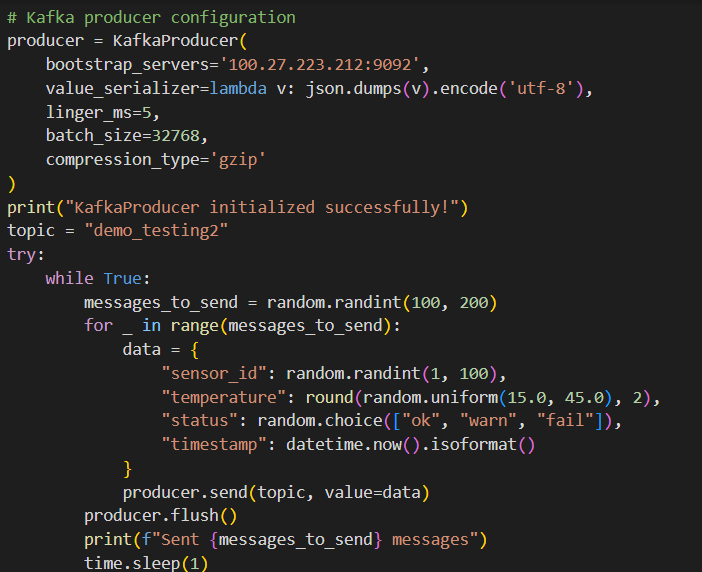 # Kafka producer configuration
producer = KafkaProducer(
    bootstrap_servers='100.27.223.212:9092',
    value_serializer=lambda v: json.dumps(v).encode('utf-8'),
    linger_ms=5,
    batch_size=32768,
    compression_type='gzip'
)
print("KafkaProducer initialized successfully!")
topic = "demo_testing2"
try:
    while True:
        messages_to_send = random.randint(100, 200)
        for _ in range(messages_to_send):
            data = {
                "sensor_id": random.randint(1, 100),
                "temperature": round(random.uniform(15.0, 45.0), 2),
                "status": random.choice(["ok", "warn", "fail"]),
                "timestamp": datetime.now().isoformat()
            }
            producer.send(topic, value=data)
        producer.flush()
        print(f"Sent {messages_to_send} messages")
        time.sleep(1)